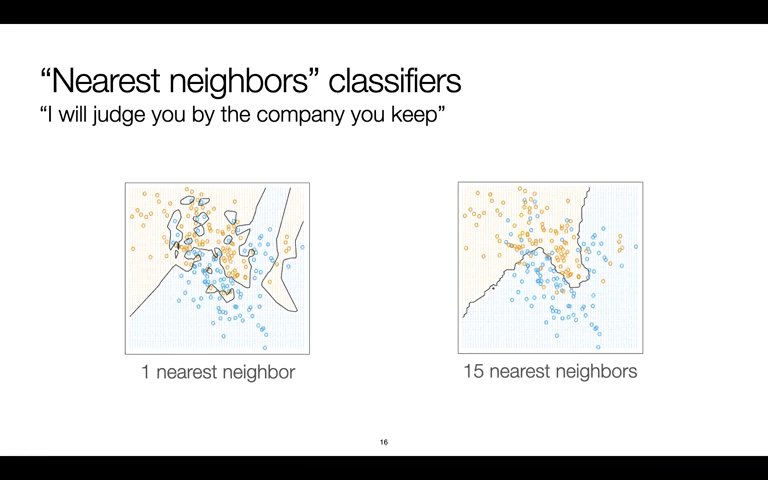 “Nearest neighbors” classifiers
“I will judge you by the company you keep”
1 nearest neighbor
15 nearest neighbors
16